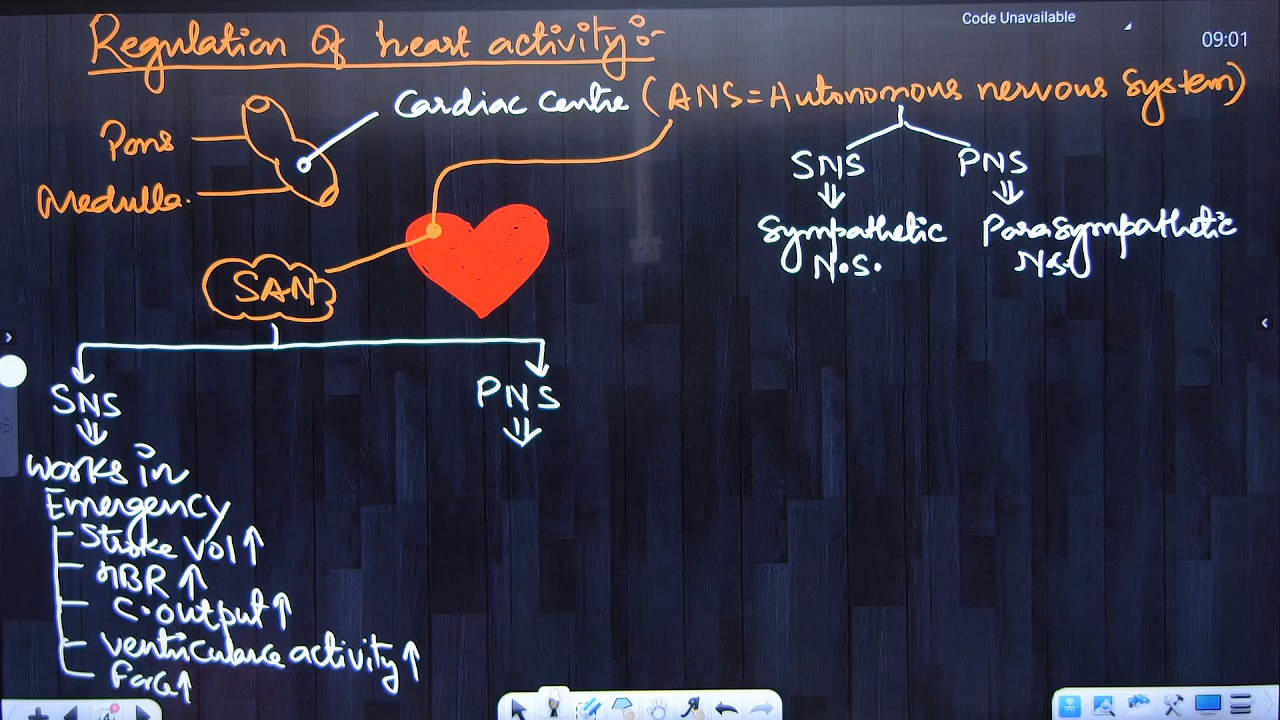 Code Unavailable
09:01
Regulation of heart activity:-
Cardiac Centre (ANS=Autonomous nervous system)
Pons
Medulla.
SNS PNS
Sympathetic N.S.
Parasympathetic N.S
SAN
SNS
PNS
Works in
Emergency
Stroke vol ↑
HBR ↑
C.output ↑
ventriculare activity ↑